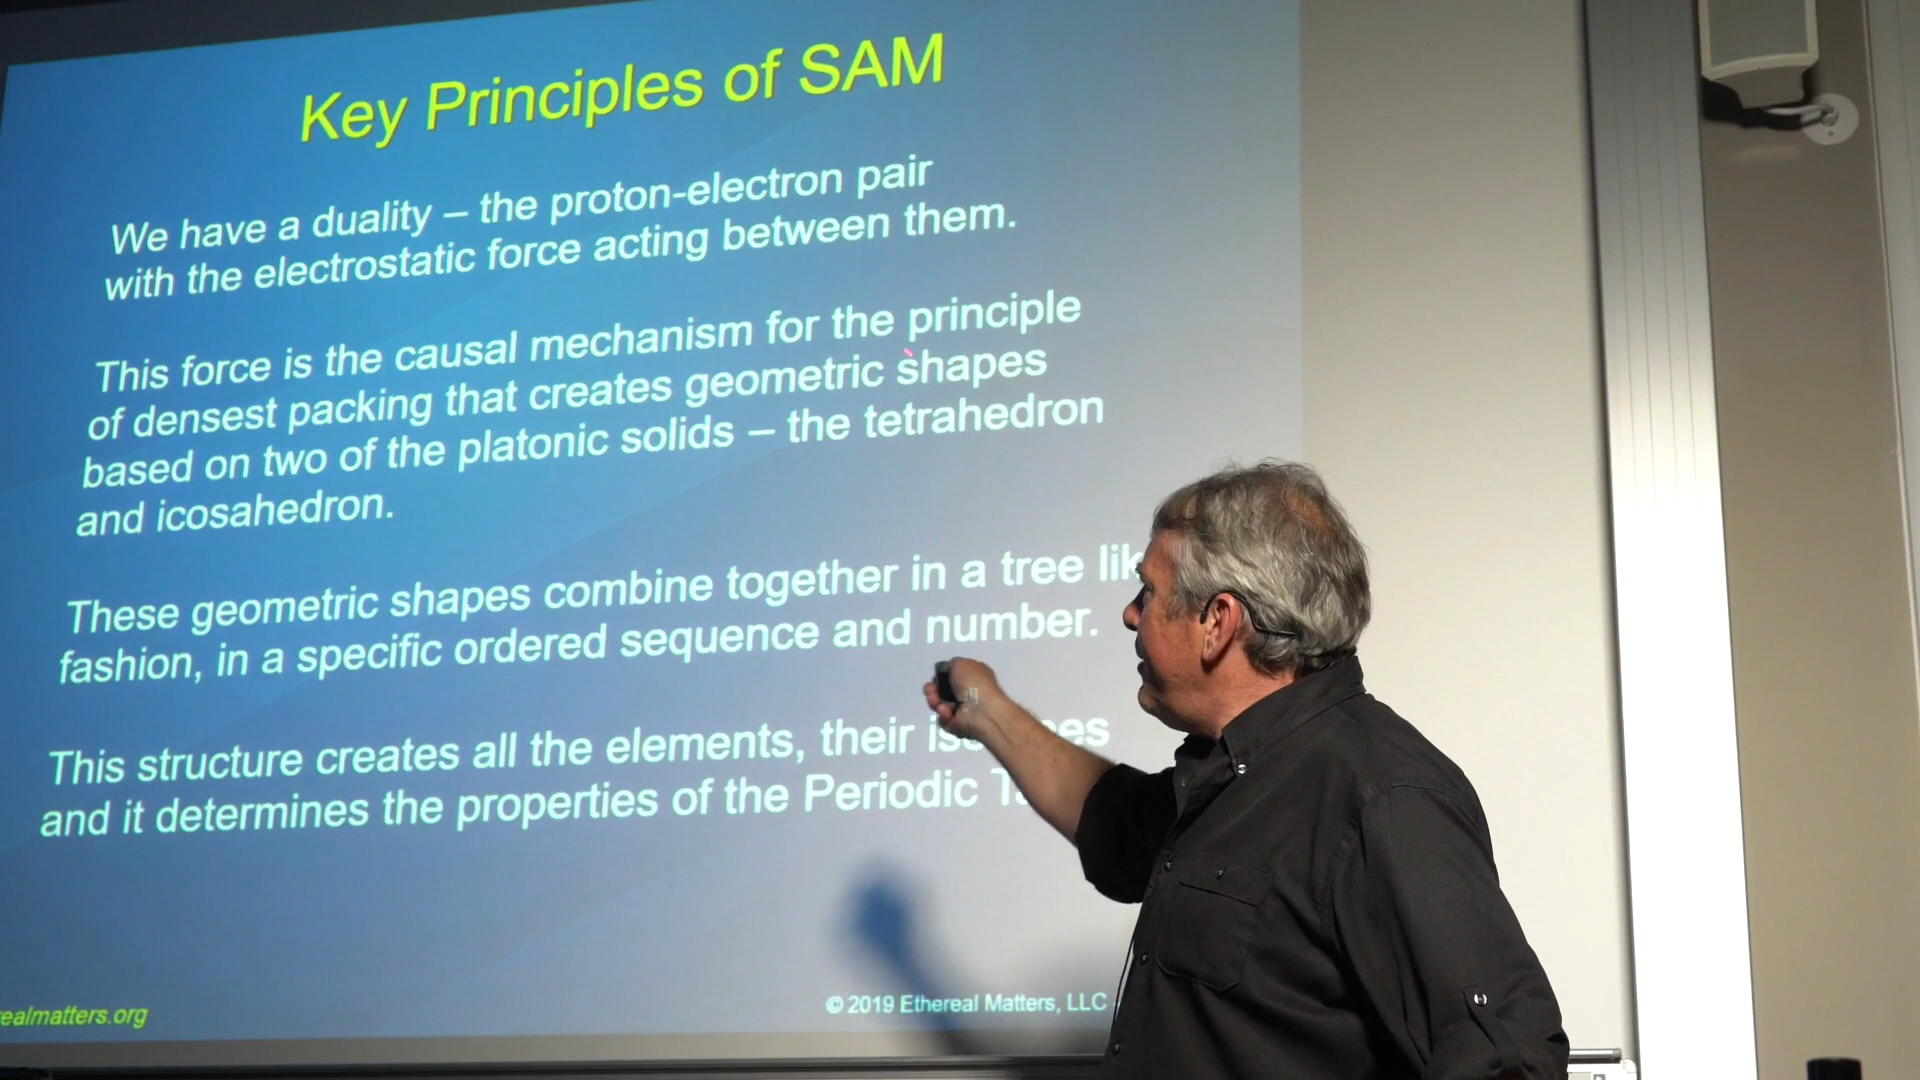 Key Principles of SAM
We have a duality – the proton-electron pair
with the electrostatic force acting between them.
This force is the causal mechanism for the principle
of densest packing that creates geometric shapes
based on two of the platonic solids – the tetrahedron
and icosahedron.
These geometric shapes combine together in a tree
fashion, in a specific ordered sequence and number.
This structure creates all the elements, their
and it determines the properties of the Periodic
realmatters.org
© 2019 Ethereal Matters, LLC